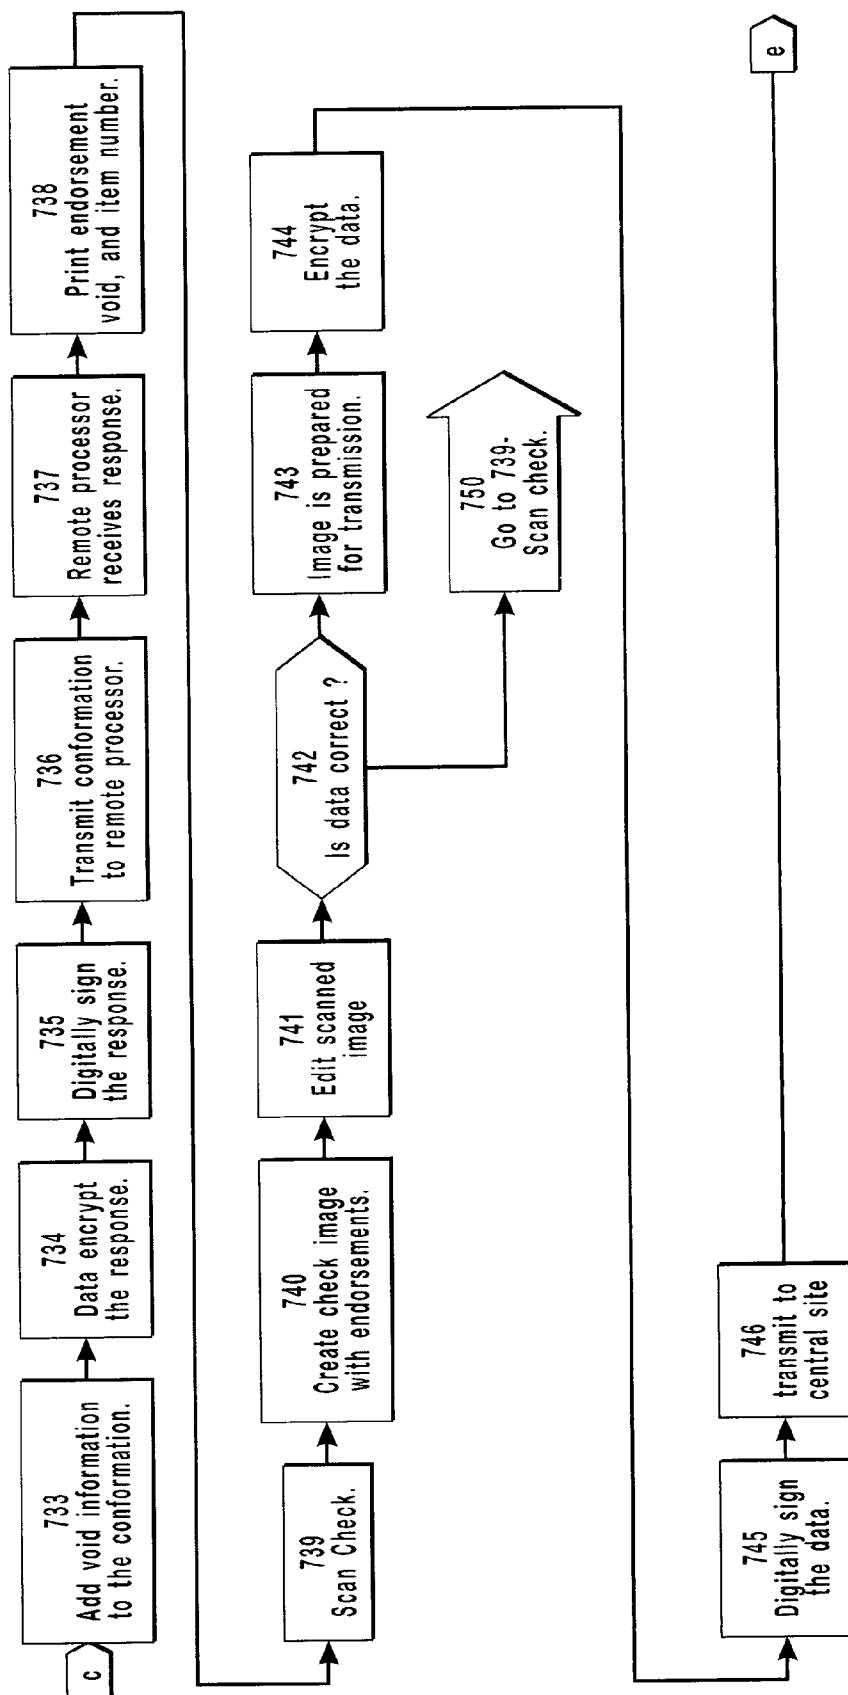 c
733
Add void information
to the conformation.
734
Data encrypt
the response.
735
Digitally sign
the response.
736
Transmit conformation
to remote processor.
737
Remote processor
receives response.
738
Print endorsement
void, and item number.
739
Scan Check.
740
Create check image
with endorsements.
741
Edit scanned
image
742
Is data correct ?
743
Image is prepared
for transmission.
744
Encrypt
the data.
750
Go to 739-
Scan check.
745
Digitally sign
the data.
746
transmit to
central site
e